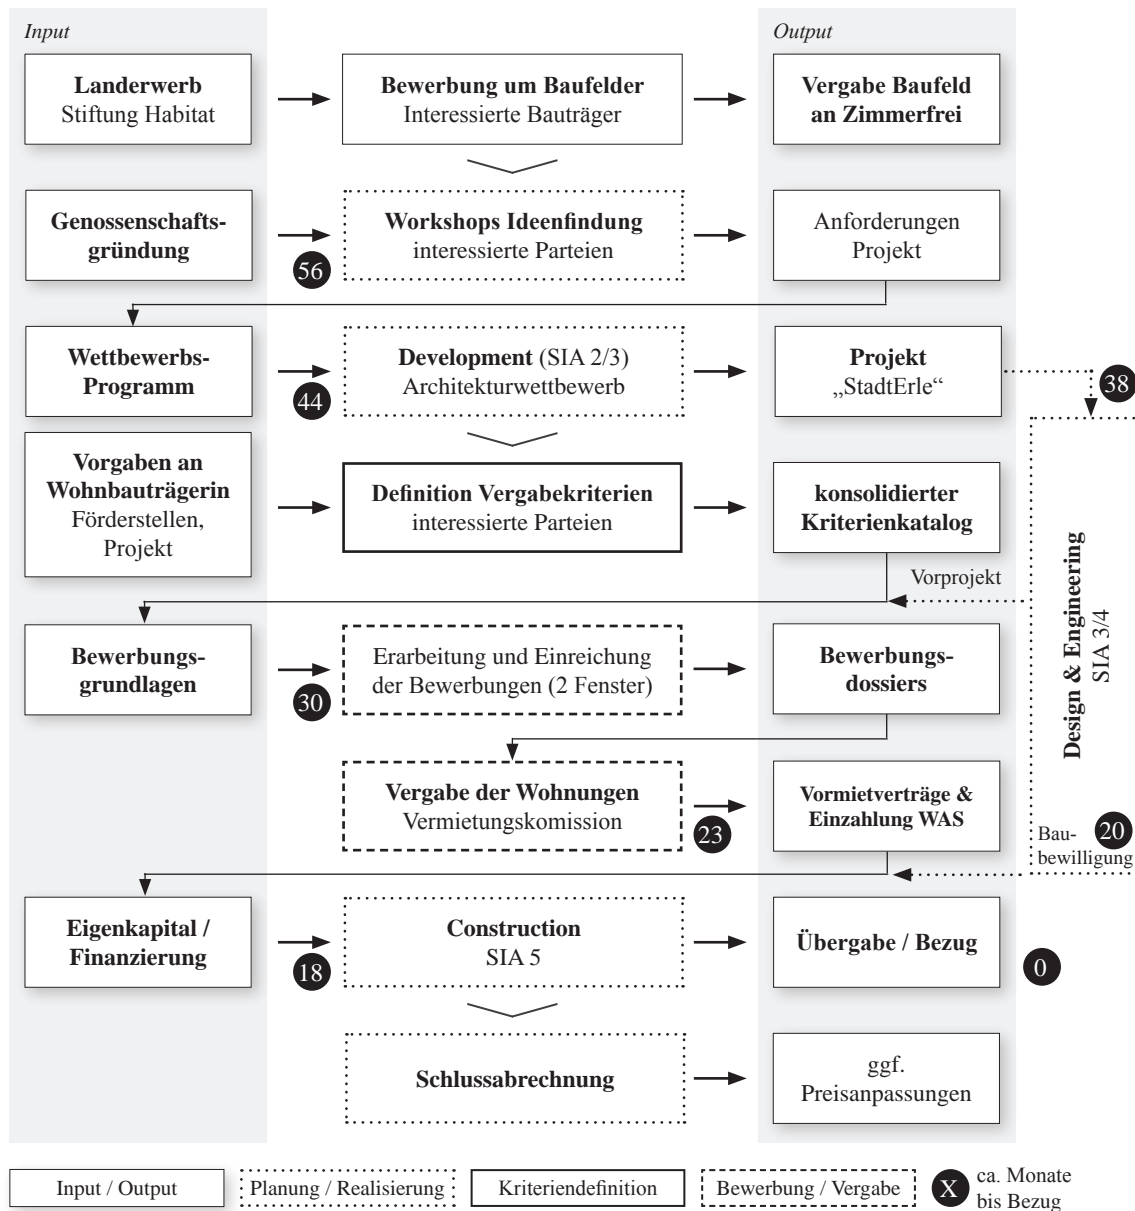 Input
Output
Landerwerb
Stiftung Habitat
Bewerbung um Baufelder
Interessierte Bauträger
Vergabe Baufeld
an Zimmerfrei
Genossenschafts-
gründung
56
Workshops Ideenfindung
interessierte Parteien
Anforderungen
Projekt
Wettbewerbs-
Programm
44
Development (SIA 2/3)
Architekturwettbewerb
Projekt
„StadtErle“
38
Vorgaben an
Wohnbauträgerin
Förderstellen,
Projekt
Definition Vergabekriterien
interessierte Parteien
konsolidierter
Kriterienkatalog
Vorprojekt
Design & Engineering
SIA 3/4
Bewerbungs-
grundlagen
30
Erarbeitung und Einreichung
der Bewerbungen (2 Fenster)
Bewerbungs-
dossiers
Vergabe der Wohnungen
Vermietungskomission
23
Vormietverträge &
Einzahlung WAS
20
Bau-
bewilligung
Eigenkapital /
Finanzierung
18
Construction
SIA 5
Übergabe / Bezug
0
Schlussabrechnung
ggf.
Preisanpassungen
Input / Output
Planung / Realisierung
Kriteriendefinition
Bewerbung / Vergabe
X
ca. Monate
bis Bezug